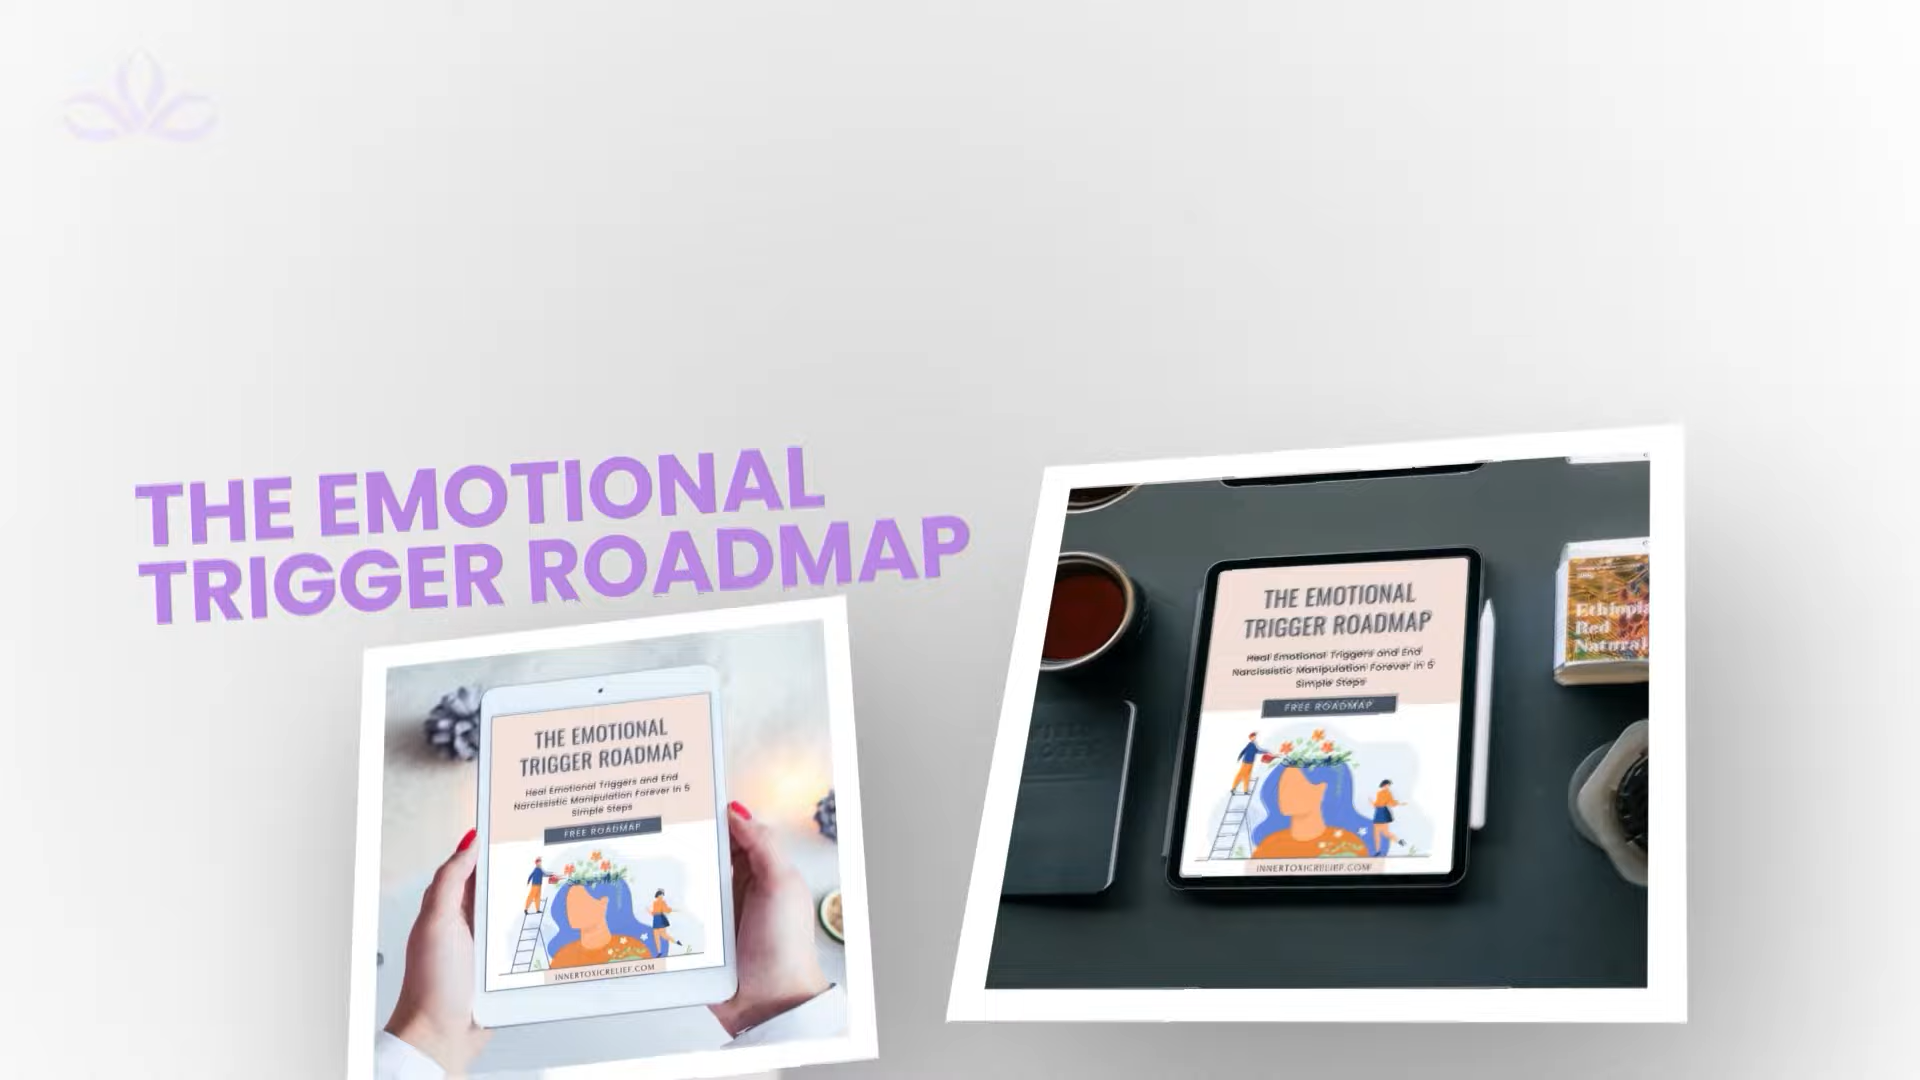 THE EMOTIONAL
TRIGGER ROADMAP
THE EMOTIONAL
TRIGGER ROADMAP
Heal Emotional Triggers and End
Narcissistic Manipulation Forever in 5
Simple Steps
FREE ROADMAP
INNERTOXICRELIEF.COM
THE EMOTIONAL
TRIGGER ROADMAP
Heal Emotional Triggers and End
Narcissistic Manipulation Forever in 5
Simple Steps
FREE ROADMAP
INNERTOXICRELIEF.COM
Ethiopia
Red
Natural